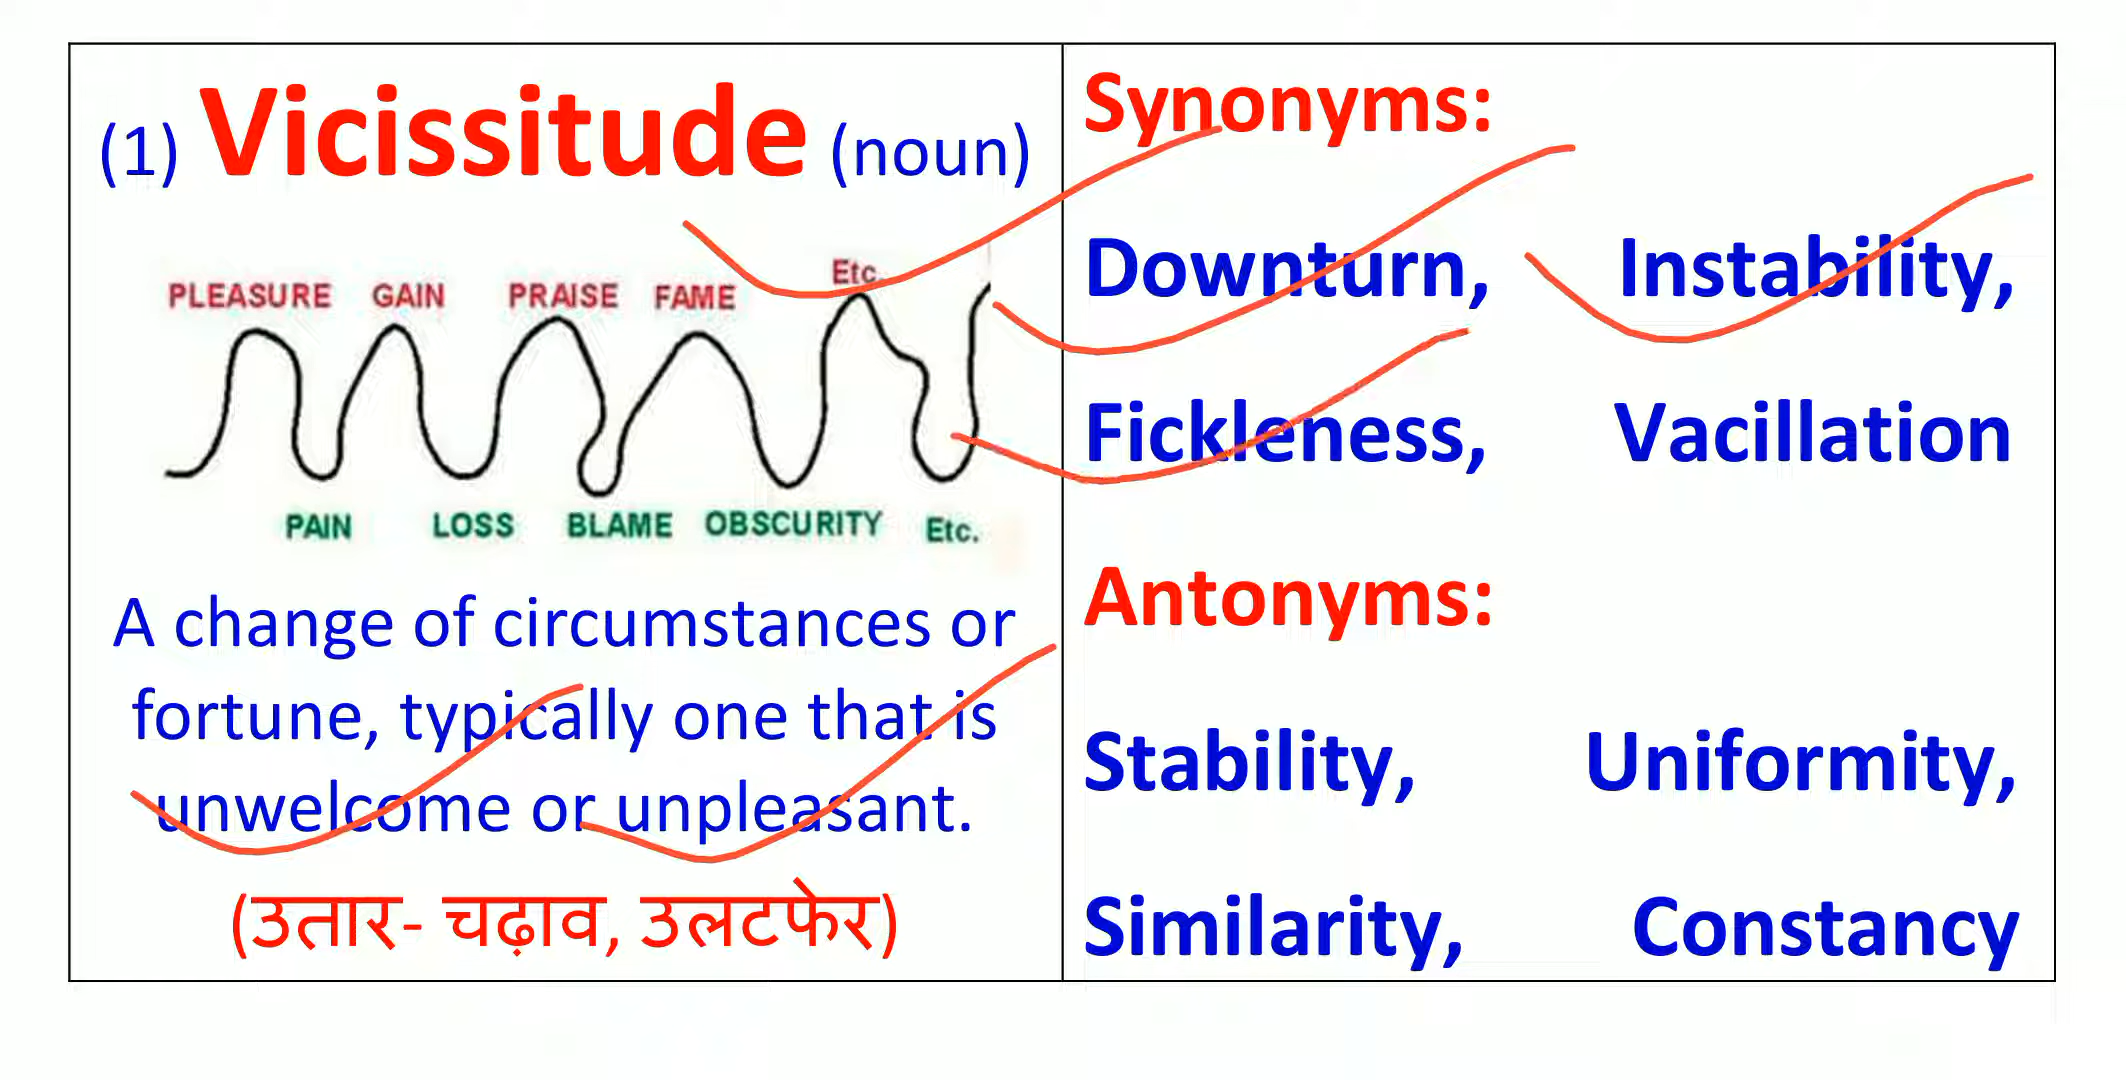 (1) Vicissitude (noun)
PLEASURE GAIN PRAISE FAME Etc.
PAIN LOSS BLAME OBSCURITY Etc.
A change of circumstances or
fortune, typically one that is
unwelcome or unpleasant.
(उतार- चढ़ाव, उलटफेर)
Synonyms:
Downturn, Instability,
Fickleness, Vacillation
Antonyms:
Stability, Uniformity,
Similarity, Constancy